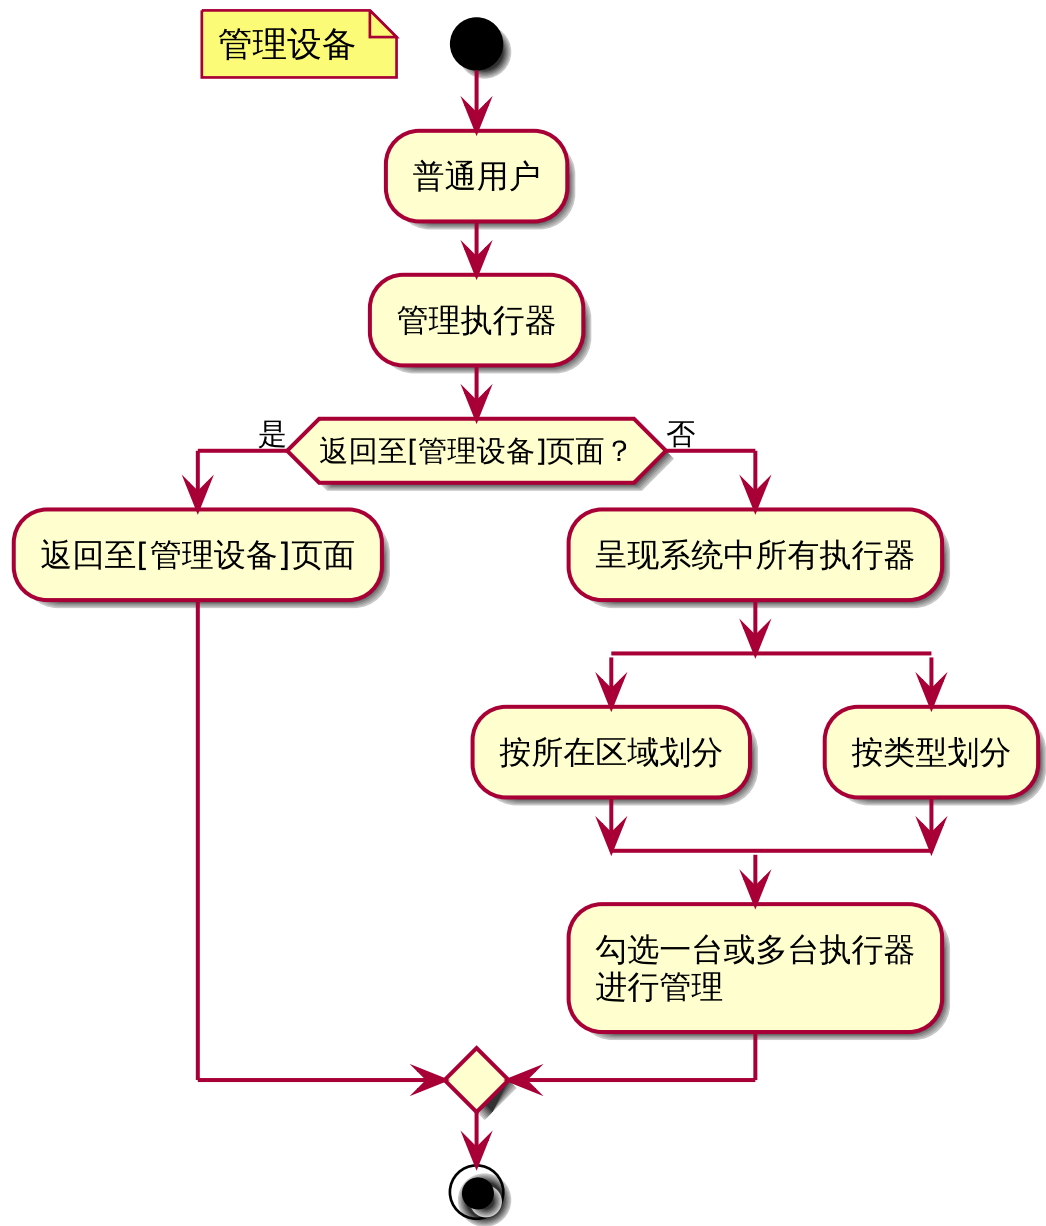 管理设备
普通用户
管理执行器
是
返回至[管理设备]页面？
否
返回至[管理设备]页面
呈现系统中所有执行器
按所在区域划分
按类型划分
勾选一台或多台执行器
进行管理